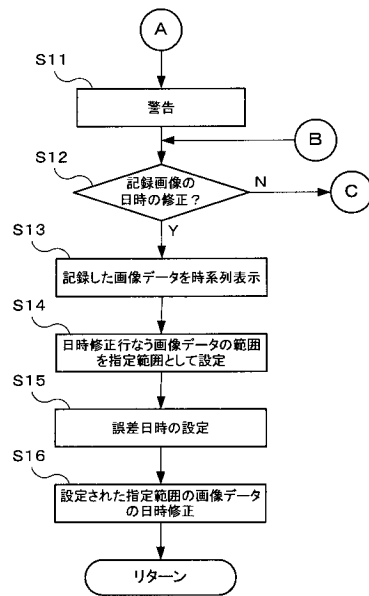 A
S11
警告
B
S12
記録画像の
日時の修正？
N
C
Y
S13
記録した画像データを時系列表示
S14
日時修正行なう画像データの範囲
を指定範囲として設定
S15
誤差日時の設定
S16
設定された指定範囲の画像データ
の日時修正
リターン